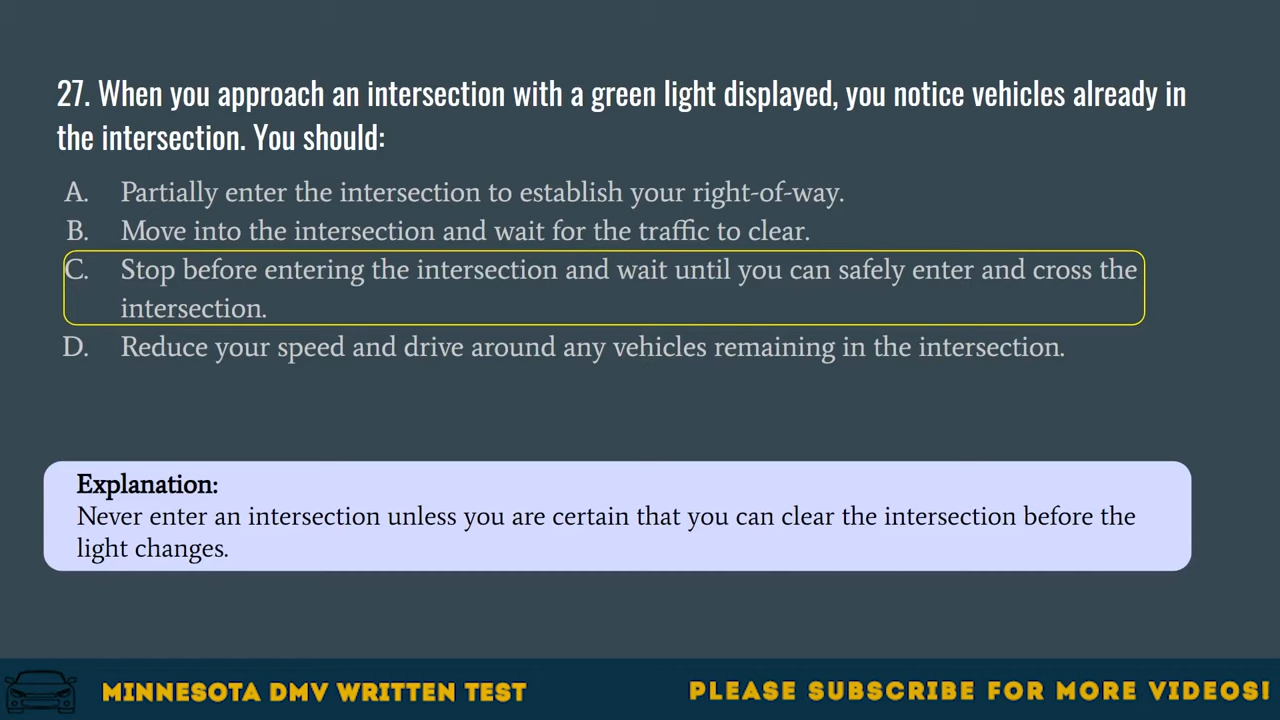 27. When you approach an intersection with a green light displayed, you notice vehicles already in
the intersection. You should:
A. Partially enter the intersection to establish your right-of-way.
B. Move into the intersection and wait for the traffic to clear.
C. Stop before entering the intersection and wait until you can safely enter and cross the
intersection.
D. Reduce your speed and drive around any vehicles remaining in the intersection.
Explanation:
Never enter an intersection unless you are certain that you can clear the intersection before the
light changes.
MINNESOTA DMV WRITTEN TEST
PLEASE SUBSCRIBE FOR MORE VIDEOS!